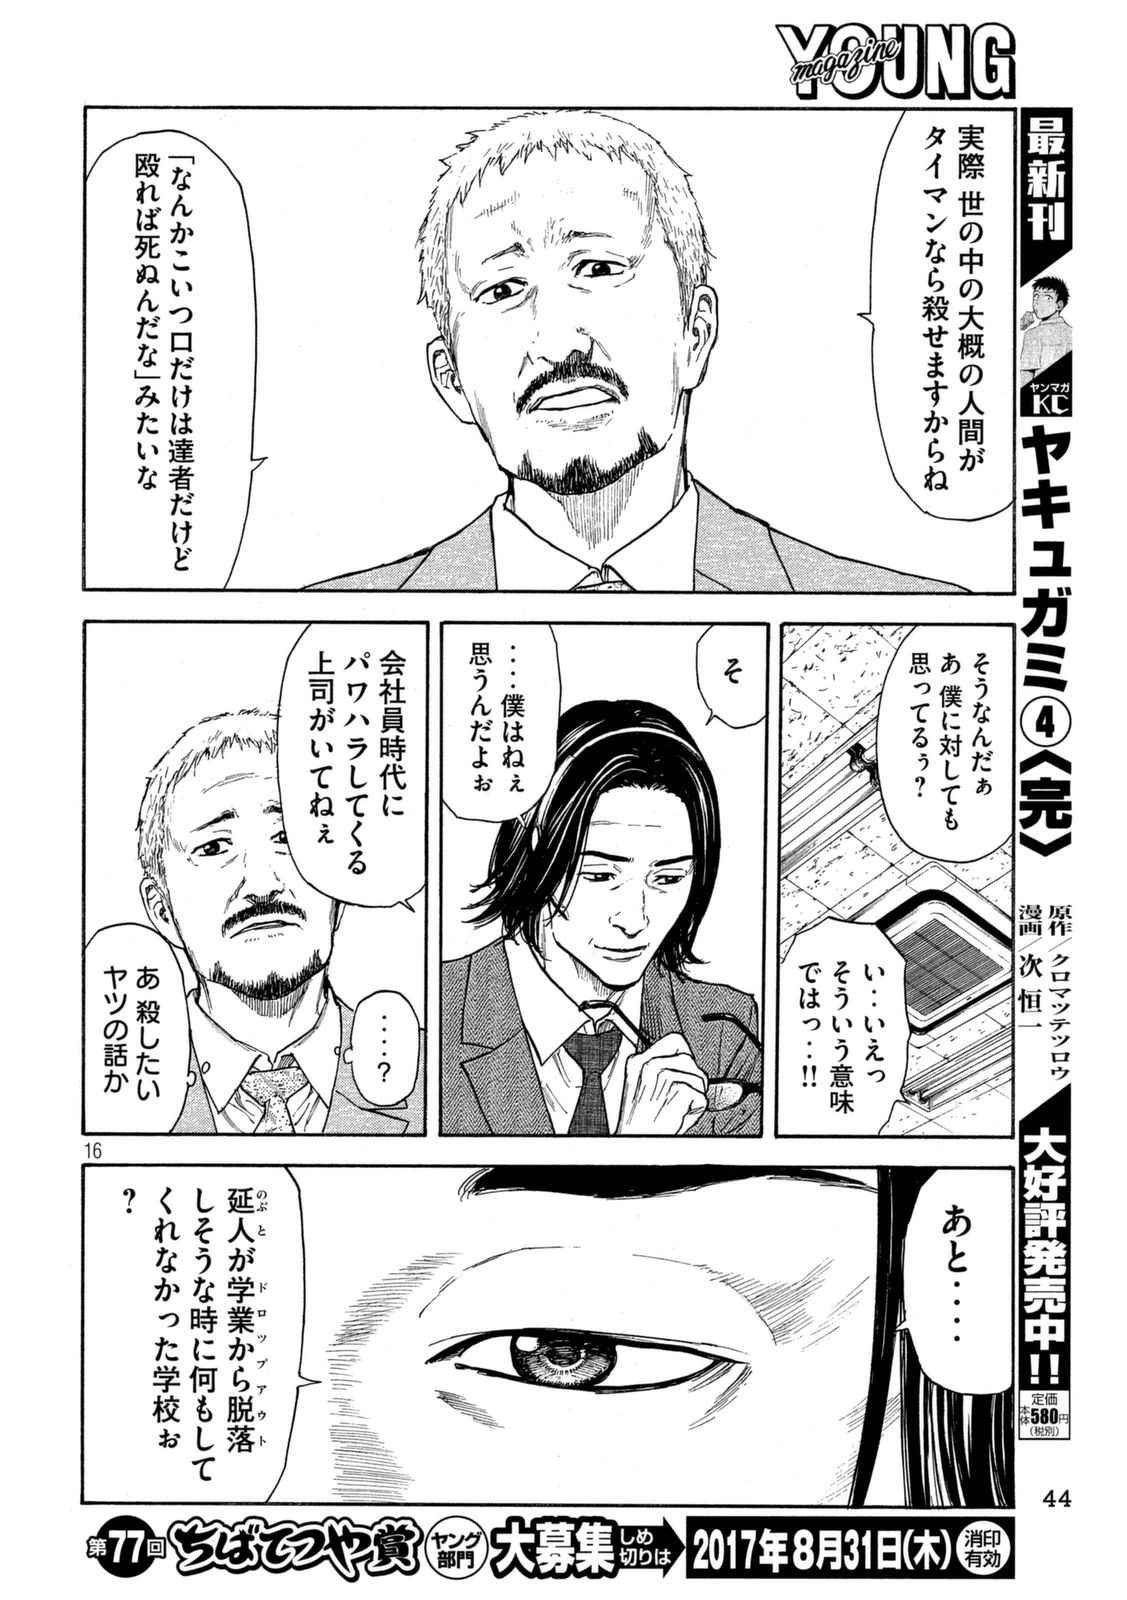 YOUNG
magazine
実際 世の中の大概の人間が
タイマンなら殺せますからね
「なんかこいつ口だけは達者だけど
殴れば死ぬんだな」みたいな
そうなんだぁ
あ 僕に対しても
思ってるぅ?
い‥いえっ
そういう意味
では っ‥!!
そ
‥‥僕はねぇ
思うんだよぉ
会社員時代に
パワハラしてくる
上司がいてねぇ
‥‥?
あ 殺したい
ヤツの話か
16
あと‥‥
延人が学業から脱落
のぶと
ドロップアウト
しそうな時に何もして
くれなかった学校ぉ
?
最新刊
ヤンマガ
KC
ヤキュガミ④〈完〉
原作/クロマツテツロウ
漫画/次恒一
大好評発売中!!
定価
本体580円
(税別)
44
第77回
ちばてつや賞
ヤング
部門
大募集
しめ
切りは
2017年8月31日(木)
消印
有効